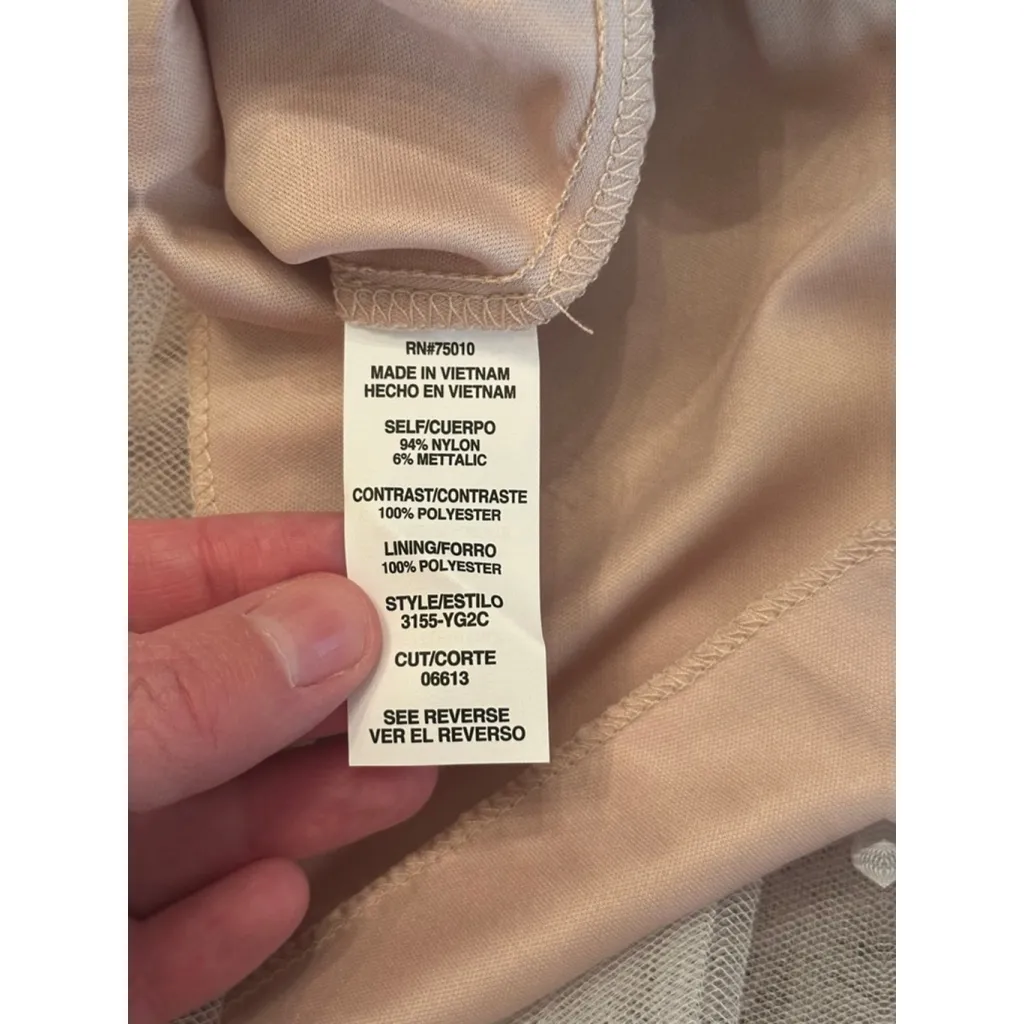 RN#75010
MADE IN VIETNAM
HECHO EN VIETNAM
SELF/CUERPO
94% NYLON
6% METTALIC
CONTRAST/CONTRASTE
100% POLYESTER
LINING/FORRO
100% POLYESTER
STYLE/ESTILO
3155-YG2C
CUT/CORTE
06613
SEE REVERSE
VER EL REVERSO